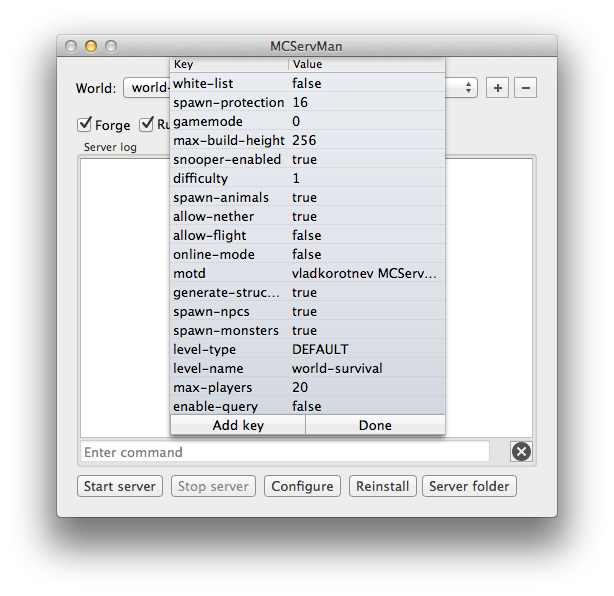 MCServMan
Key Value
World: world-
white-list false
spawn-protection 16
gamemode 0
Forge
max-build-height 256
Server log
snooper-enabled true
difficulty 1
spawn-animals true
allow-nether true
allow-flight false
online-mode false
motd vladkorotnev MCServ...
generate-struc... true
spawn-npcs true
spawn-monsters true
level-type DEFAULT
level-name world-survival
max-players 20
enable-query false
Add key Done
Enter command
Start server Stop server Configure Reinstall Server folder